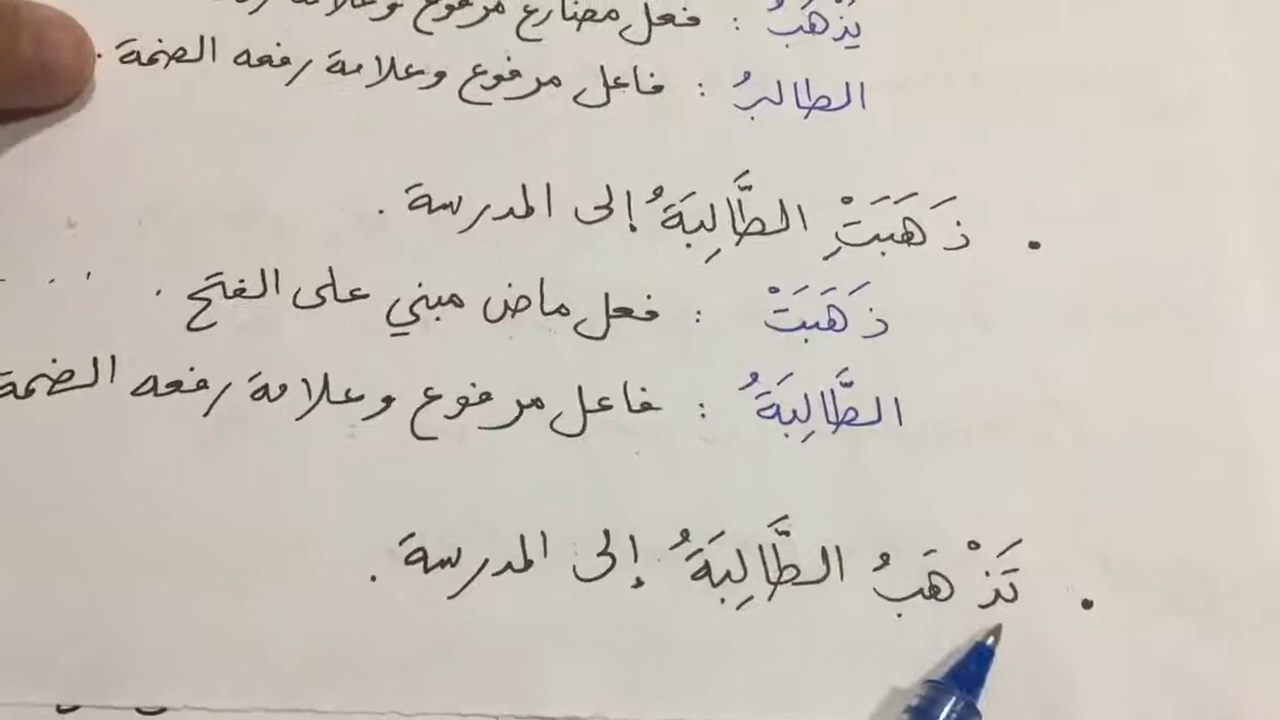 يَذْهَبُ : فعل مضارع مرفوع وعلامة
الطالبُ : فاعل مرفوع وعلامة رفعه الضمة .
• ذَهَبَتْ الطَّالِبَةُ إلى المدرسة .
ذَهَبَتْ : فعل ماض مبني على الفتح .
الطَّالِبَةُ : فاعل مرفوع وعلامة رفعه الضمة
• تَذْهَبُ الطَّالِبَةُ إلى المدرسة .